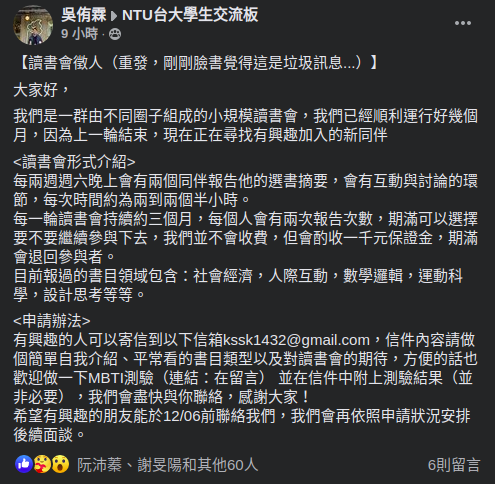 吳侑霖 ▸ NTU台大學生交流板
9 小時 ·
【讀書會徵人（重發，剛剛臉書覺得這是垃圾訊息...）】
大家好，
我們是一群由不同圈子組成的小規模讀書會，我們已經順利運行好幾個
月，因為上一輪結束，現在正在尋找有興趣加入的新同伴
<讀書會形式介紹>
每兩週週六晚上會有兩個同伴報告他的選書摘要，會有互動與討論的環
節，每次時間約為兩到兩個半小時。
每一輪讀書會持續約三個月，每個人會有兩次報告次數，期滿可以選擇
要不要繼續參與下去，我們並不會收費，但會酌收一千元保證金，期滿
會退回參與者。
目前報過的書目領域包含：社會經濟，人際互動，數學邏輯，運動科
學，設計思考等等。
<申請辦法>
有興趣的人可以寄信到以下信箱kssk1432@gmail.com，信件內容請做
個簡單自我介紹、平常看的書目類型以及對讀書會的期待，方便的話也
歡迎做一下MBTI測驗（連結：在留言） 並在信件中附上測驗結果（並
非必要），我們會盡快與你聯絡，感謝大家！
希望有興趣的朋友能於12/06前聯絡我們，我們會再依照申請狀況安排
後續面談。
阮沛蓁、謝旻陽和其他60人
6則留言